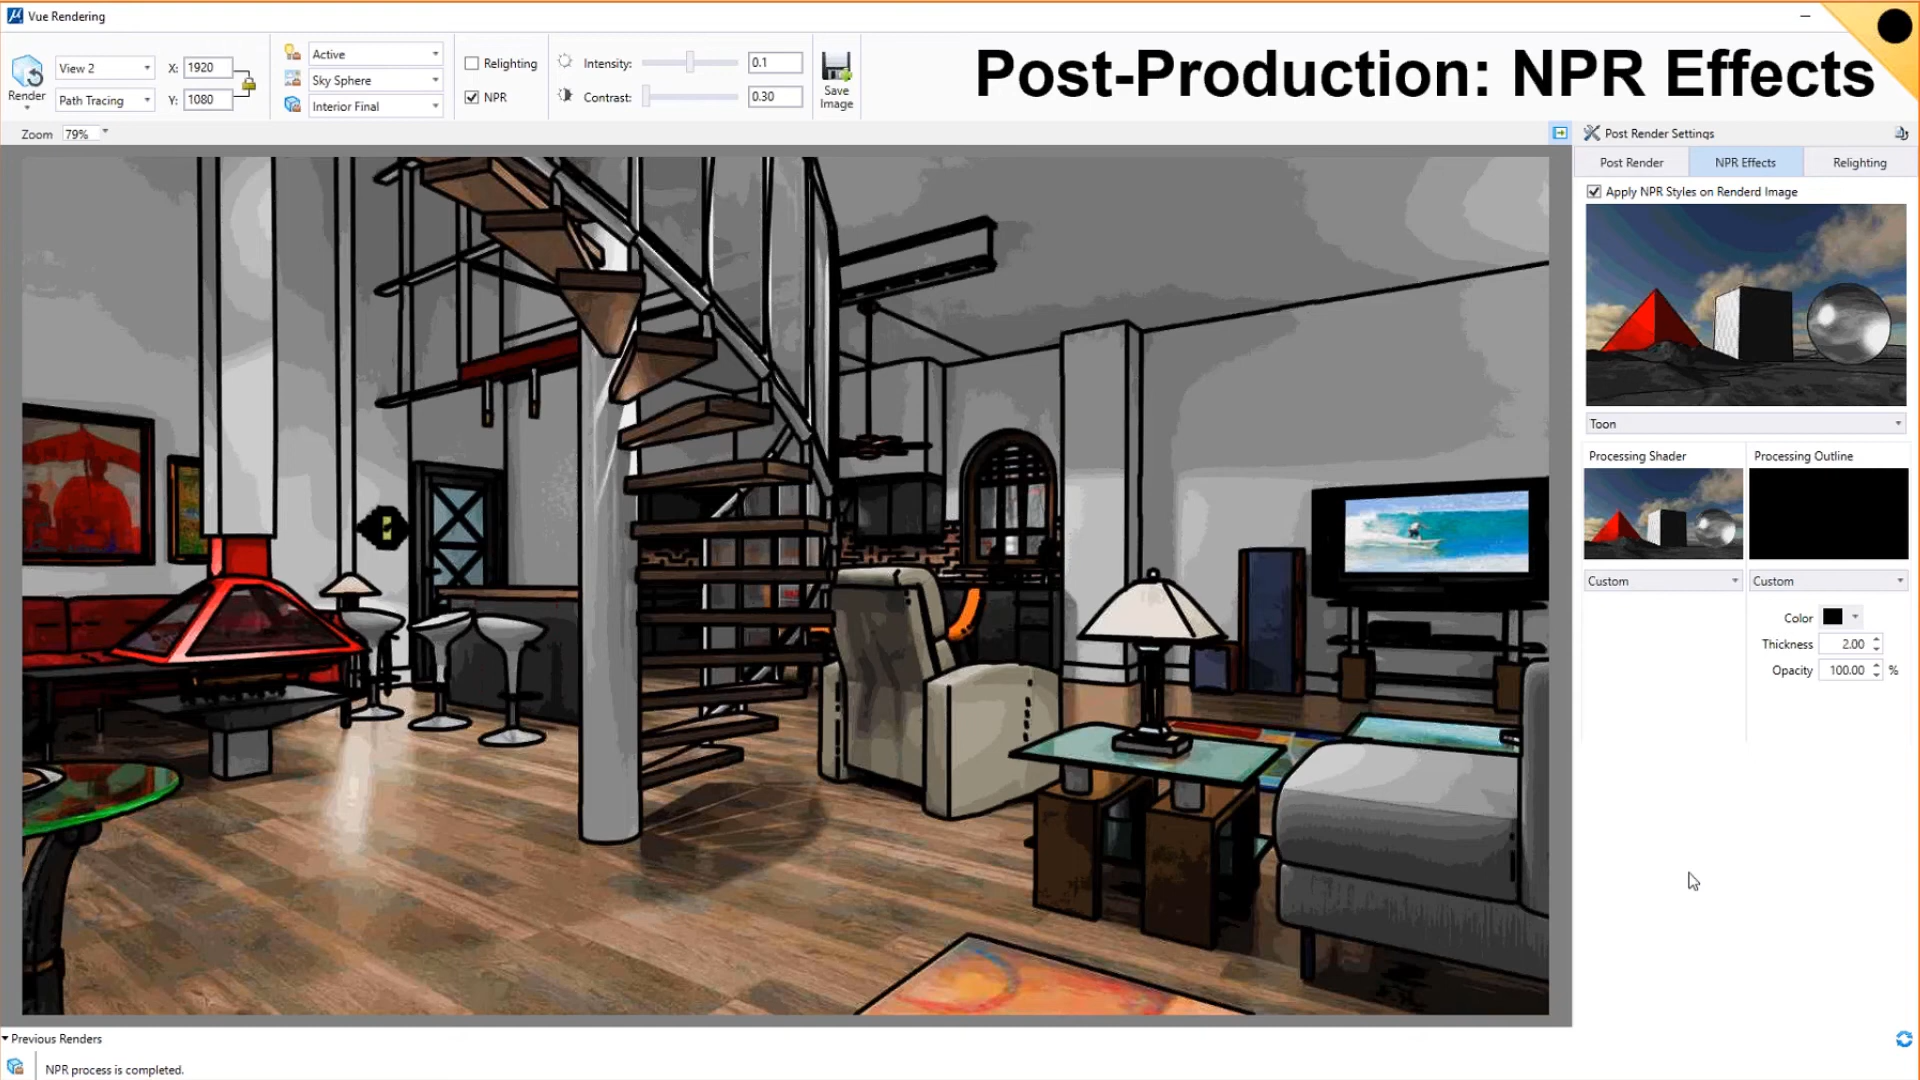 Vue Rendering
Post-Production: NPR Effects
Render
View 2
Path Tracing
X: 1920
Y: 1080
Active
Sky Sphere
Interior Final
Relighting
NPR
Intensity: 0.1
Contrast: 0.30
Save
Image
Zoom 79%
Post Render Settings
Post Render NPR Effects Relighting
Apply NPR Styles on Renderd Image
Toon
Processing Shader Processing Outline
Custom Custom
Color
Thickness 2.00
Opacity 100.00 %
Previous Renders
NPR process is completed.